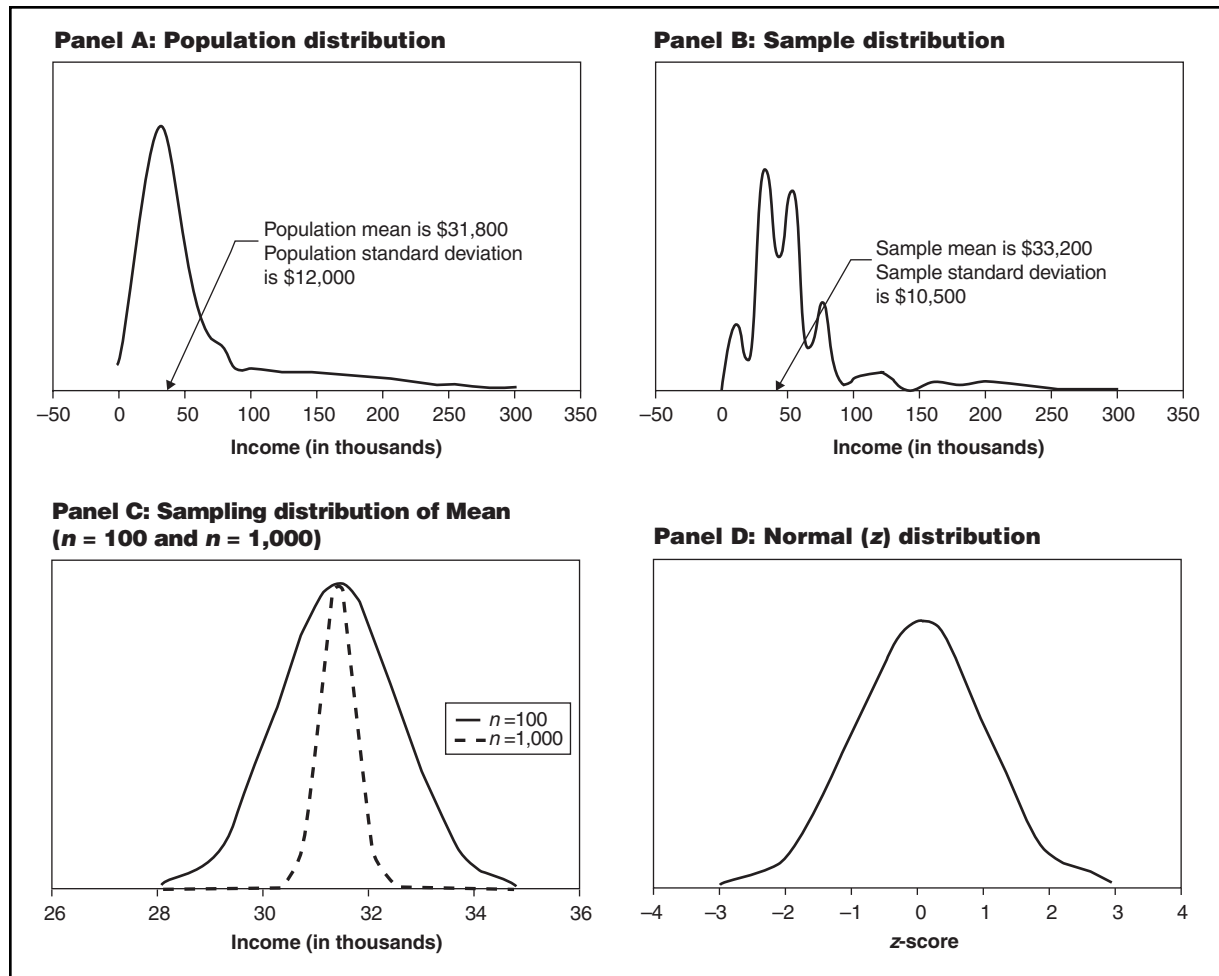 Panel A: Population distribution
Population mean is $31,800
Population standard deviation
is $12,000
–50 0 50 100 150 200 250 300 350
Income (in thousands)
Panel B: Sample distribution
Sample mean is $33,200
Sample standard deviation
is $10,500
–50 0 50 100 150 200 250 300 350
Income (in thousands)
Panel C: Sampling distribution of Mean
(n = 100 and n = 1,000)
n =100
n =1,000
26 28 30 32 34 36
Income (in thousands)
Panel D: Normal (z) distribution
–4 –3 –2 –1 0 1 2 3 4
z-score